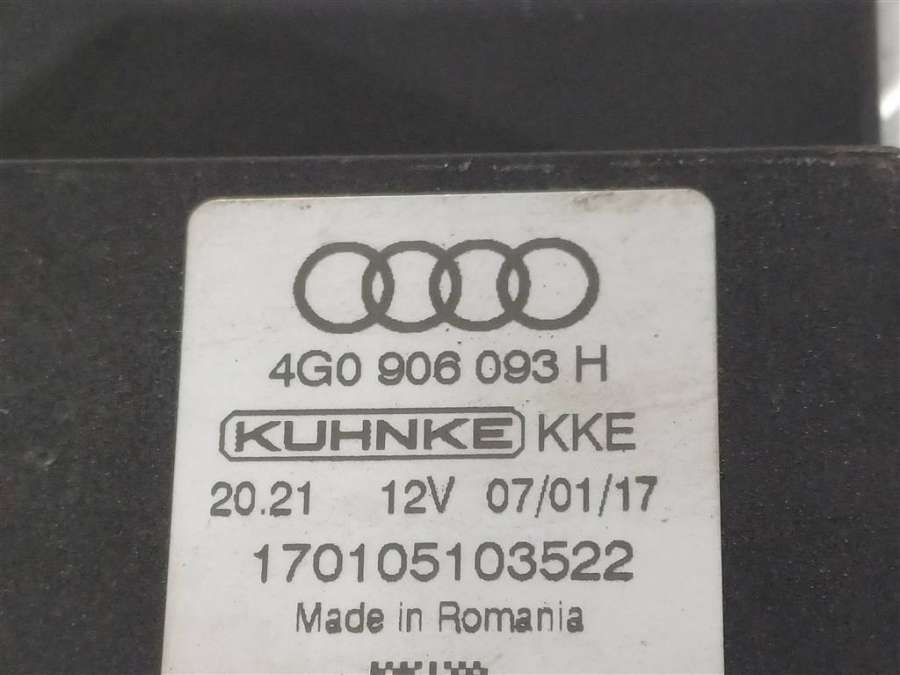 4G0 906 093 H
KUHNKE KKE
20.21 12V 07/01/17
170105103522
Made in Romania